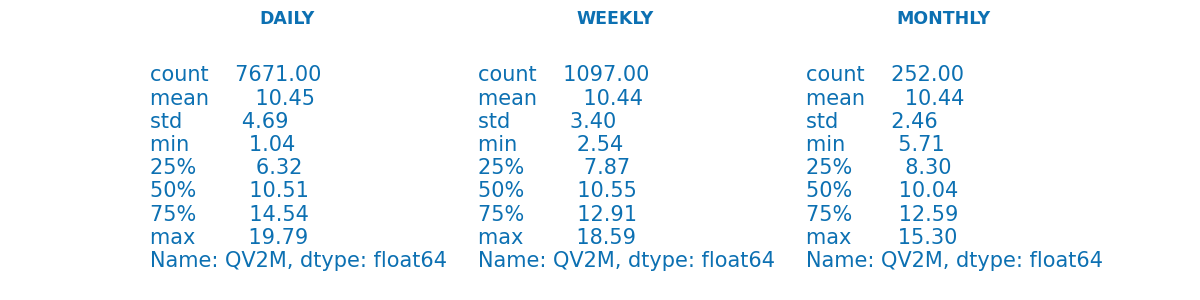 DAILY
count 7671.00
mean 10.45
std 4.69
min 1.04
25% 6.32
50% 10.51
75% 14.54
max 19.79
Name: QV2M, dtype: float64
WEEKLY
count 1097.00
mean 10.44
std 3.40
min 2.54
25% 7.87
50% 10.55
75% 12.91
max 18.59
Name: QV2M, dtype: float64
MONTHLY
count 252.00
mean 10.44
std 2.46
min 5.71
25% 8.30
50% 10.04
75% 12.59
max 15.30
Name: QV2M, dtype: float64